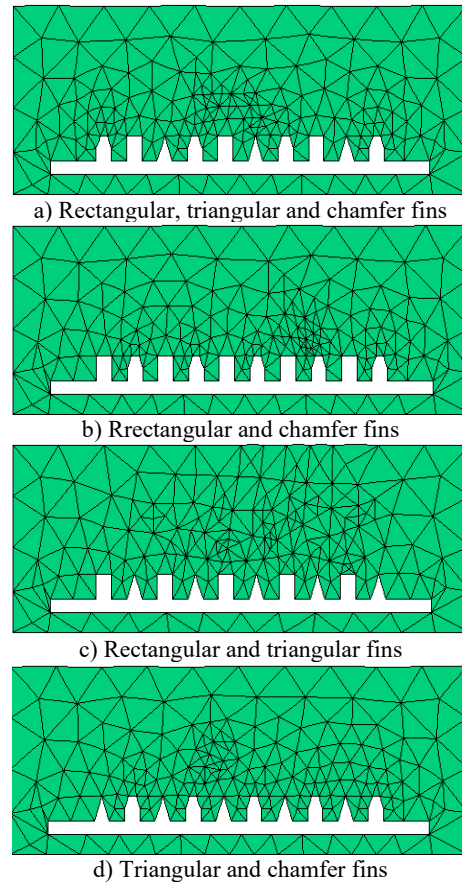 a) Rectangular, triangular and chamfer fins
b) Rrectangular and chamfer fins
c) Rectangular and triangular fins
d) Triangular and chamfer fins